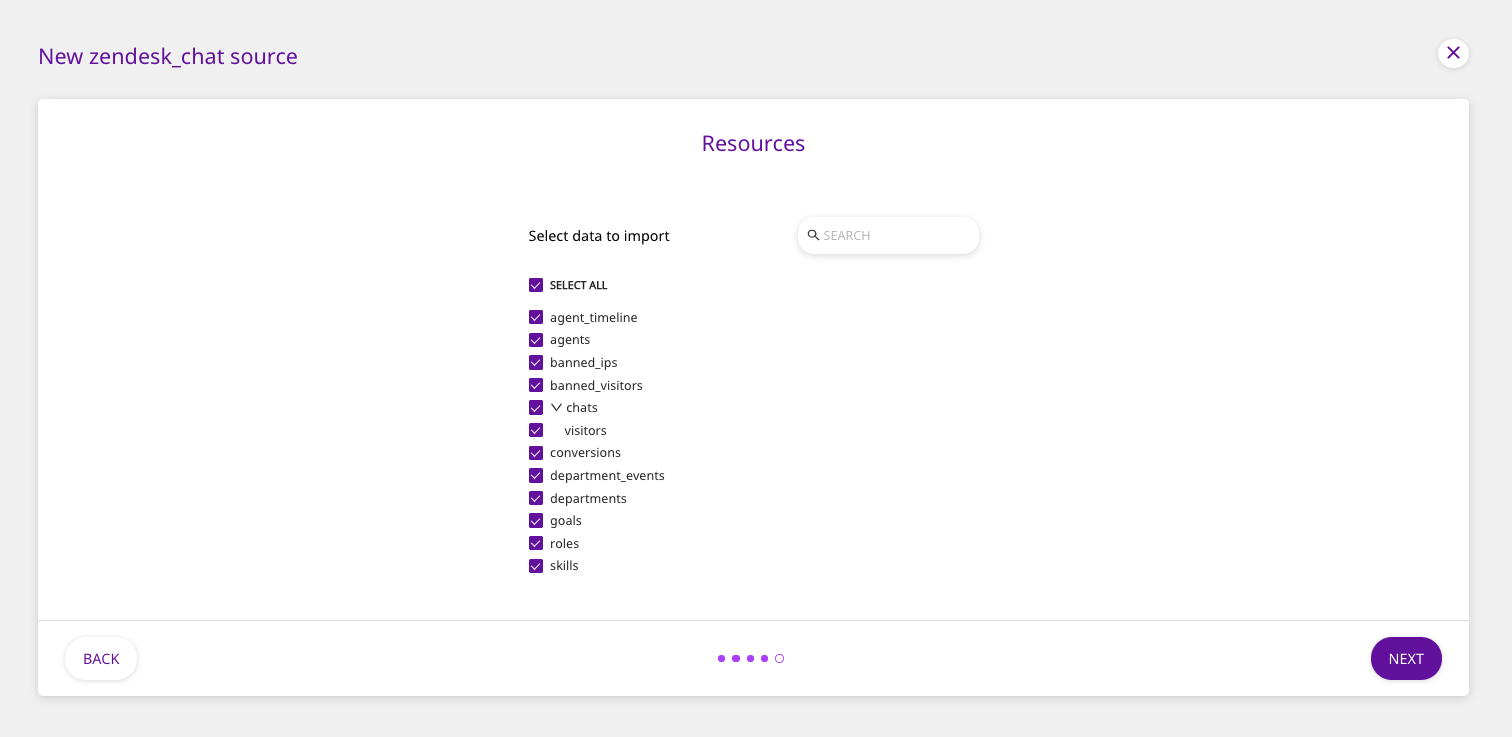 New zendesk_chat source
Resources
Select data to import
SEARCH
SELECT ALL
agent_timeline
agents
banned_ips
banned_visitors
chats
visitors
conversions
department_events
departments
goals
roles
skills
BACK
NEXT